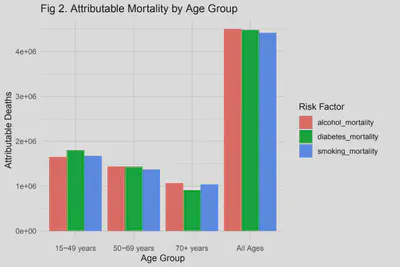 Fig 2. Attributable Mortality by Age Group
Attributable Deaths
4e+06
3e+06
2e+06
1e+06
0e+00
15−49 years
50−69 years
70+ years
All Ages
Age Group
Risk Factor
alcohol_mortality
diabetes_mortality
smoking_mortality